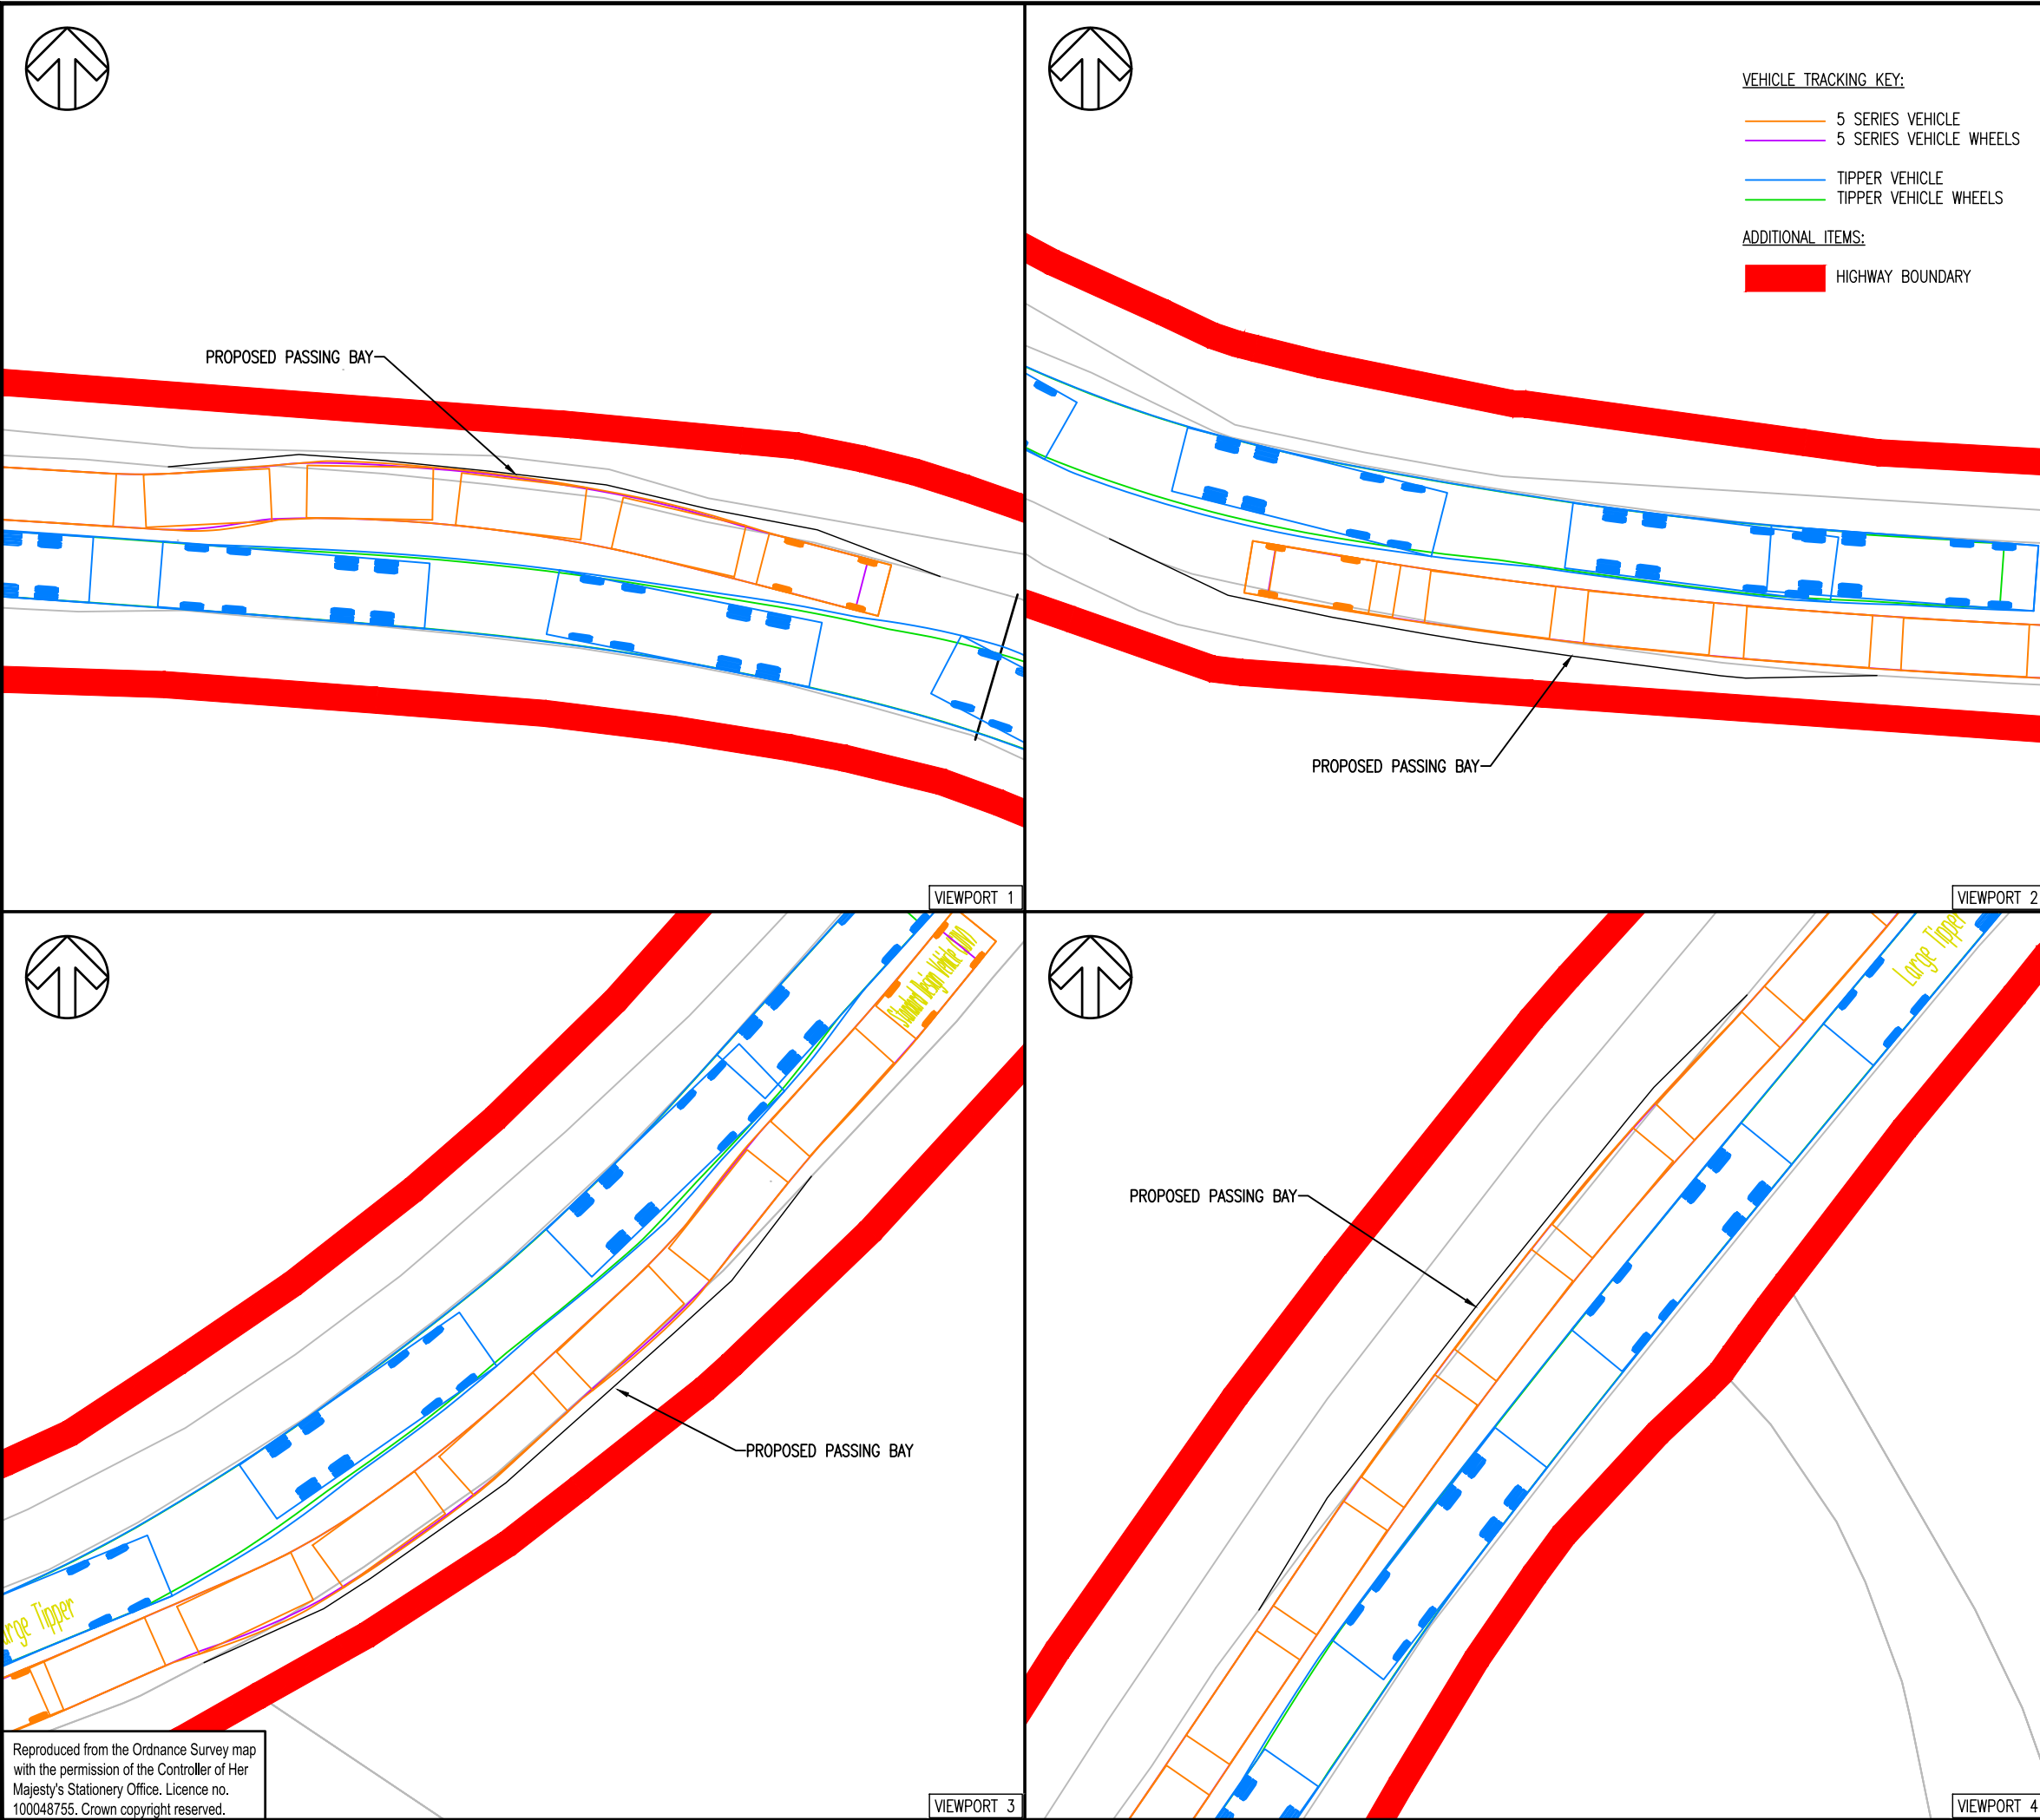 PROPOSED PASSING BAY
VIEWPORT 1
VEHICLE TRACKING KEY:
5 SERIES VEHICLE
5 SERIES VEHICLE WHEELS
TIPPER VEHICLE
TIPPER VEHICLE WHEELS
ADDITIONAL ITEMS:
HIGHWAY BOUNDARY
PROPOSED PASSING BAY
VIEWPORT 2
PROPOSED PASSING BAY
Tipper
Reproduced from the Ordnance Survey map
with the permission of the Controller of Her
Majesty's Stationery Office. Licence no.
100048755. Crown copyright reserved.
VIEWPORT 3
Large Tipper
PROPOSED PASSING BAY
VIEWPORT 4